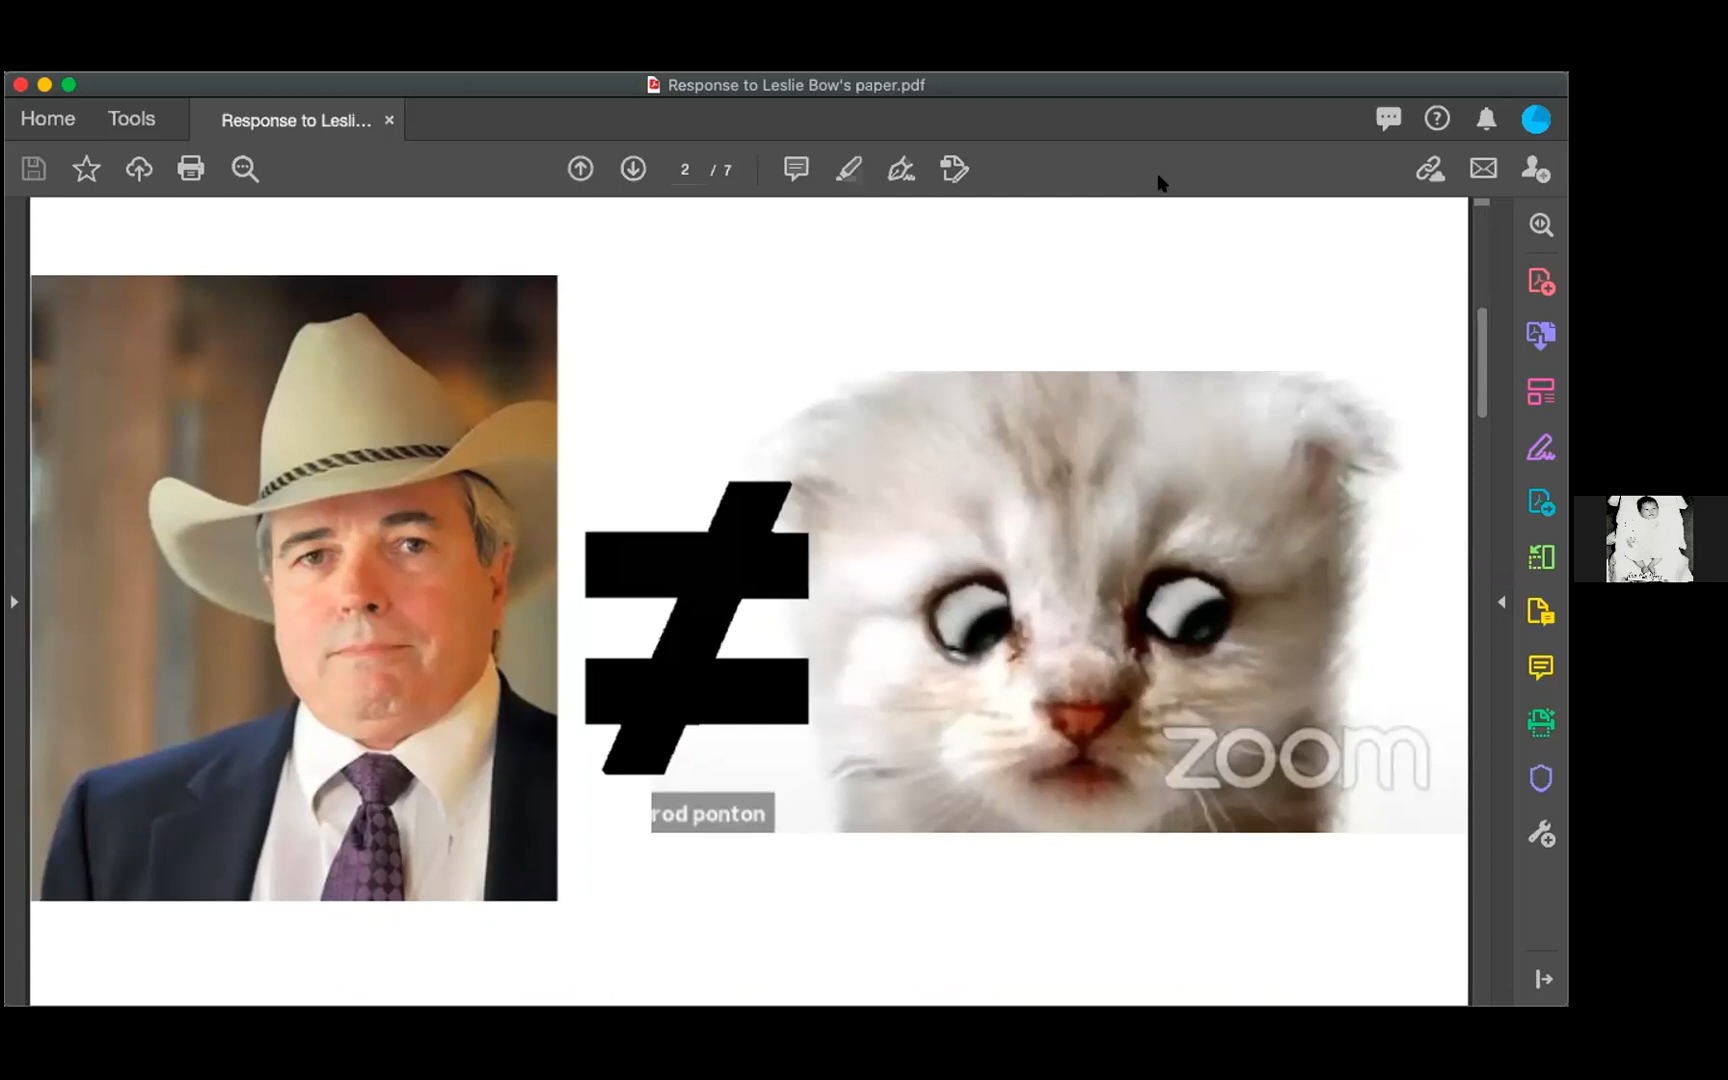 Response to Leslie Bow's paper.pdf
Home
Tools
Response to Lesli...
2 / 7
≠
rod ponton
zoom